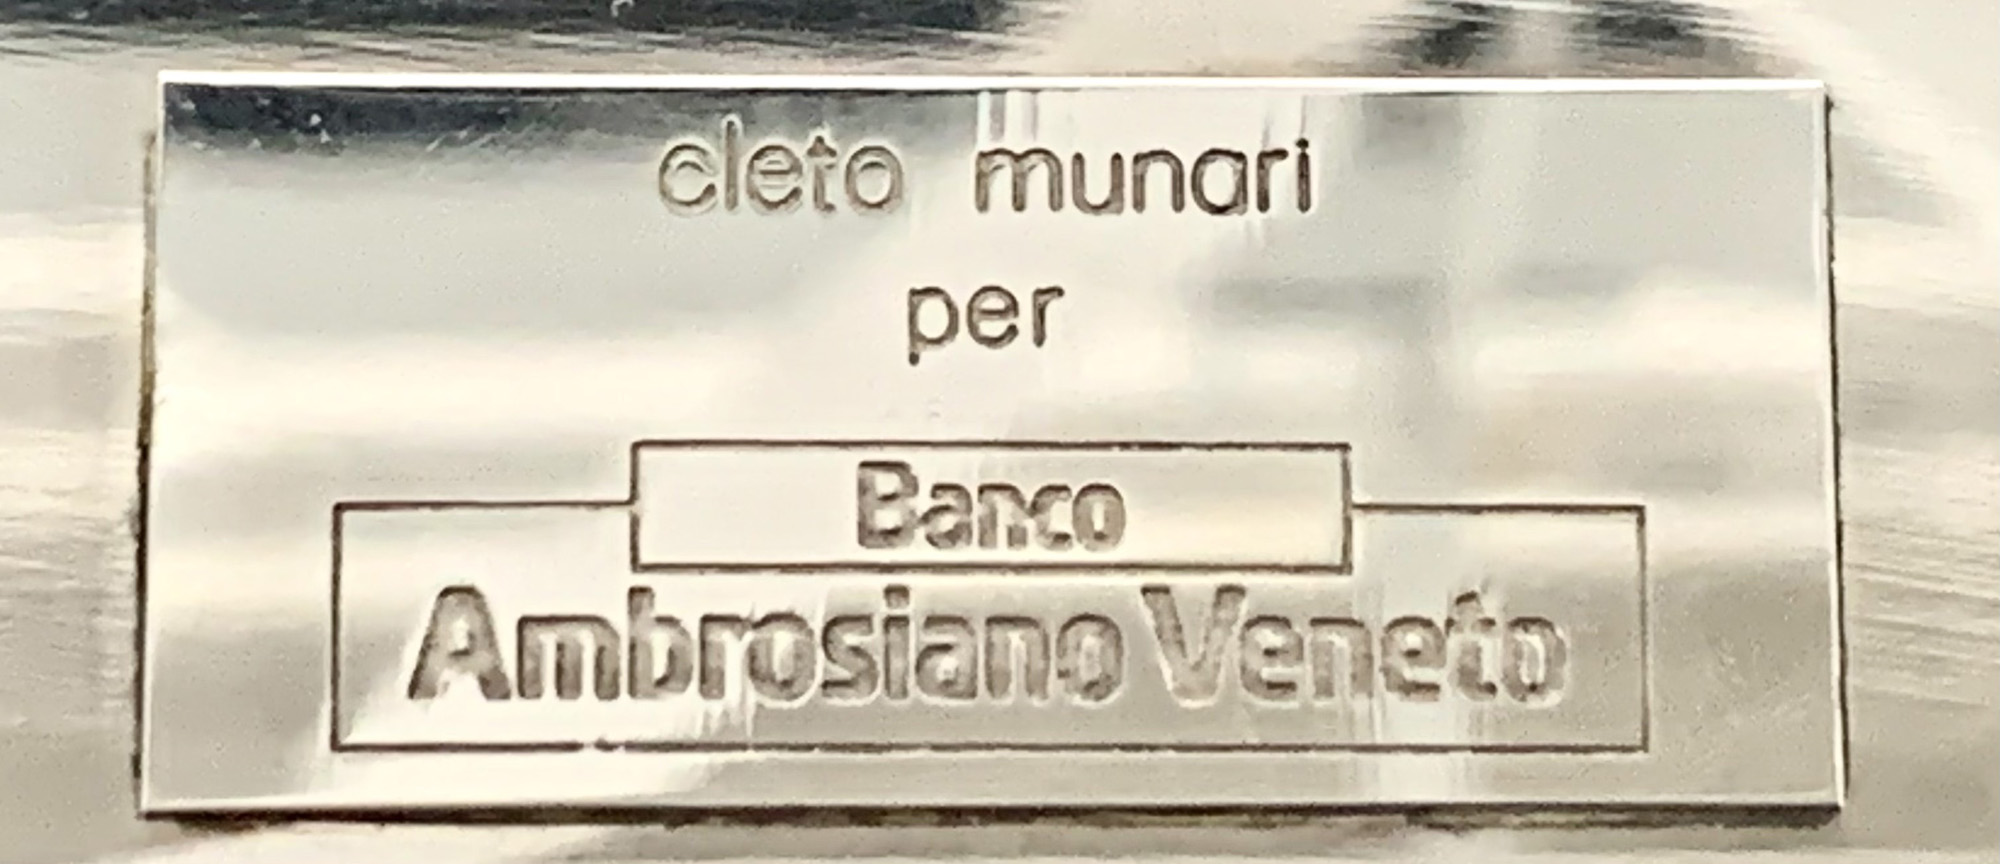 cleto munari
per
Banco
Ambrosiano Veneto